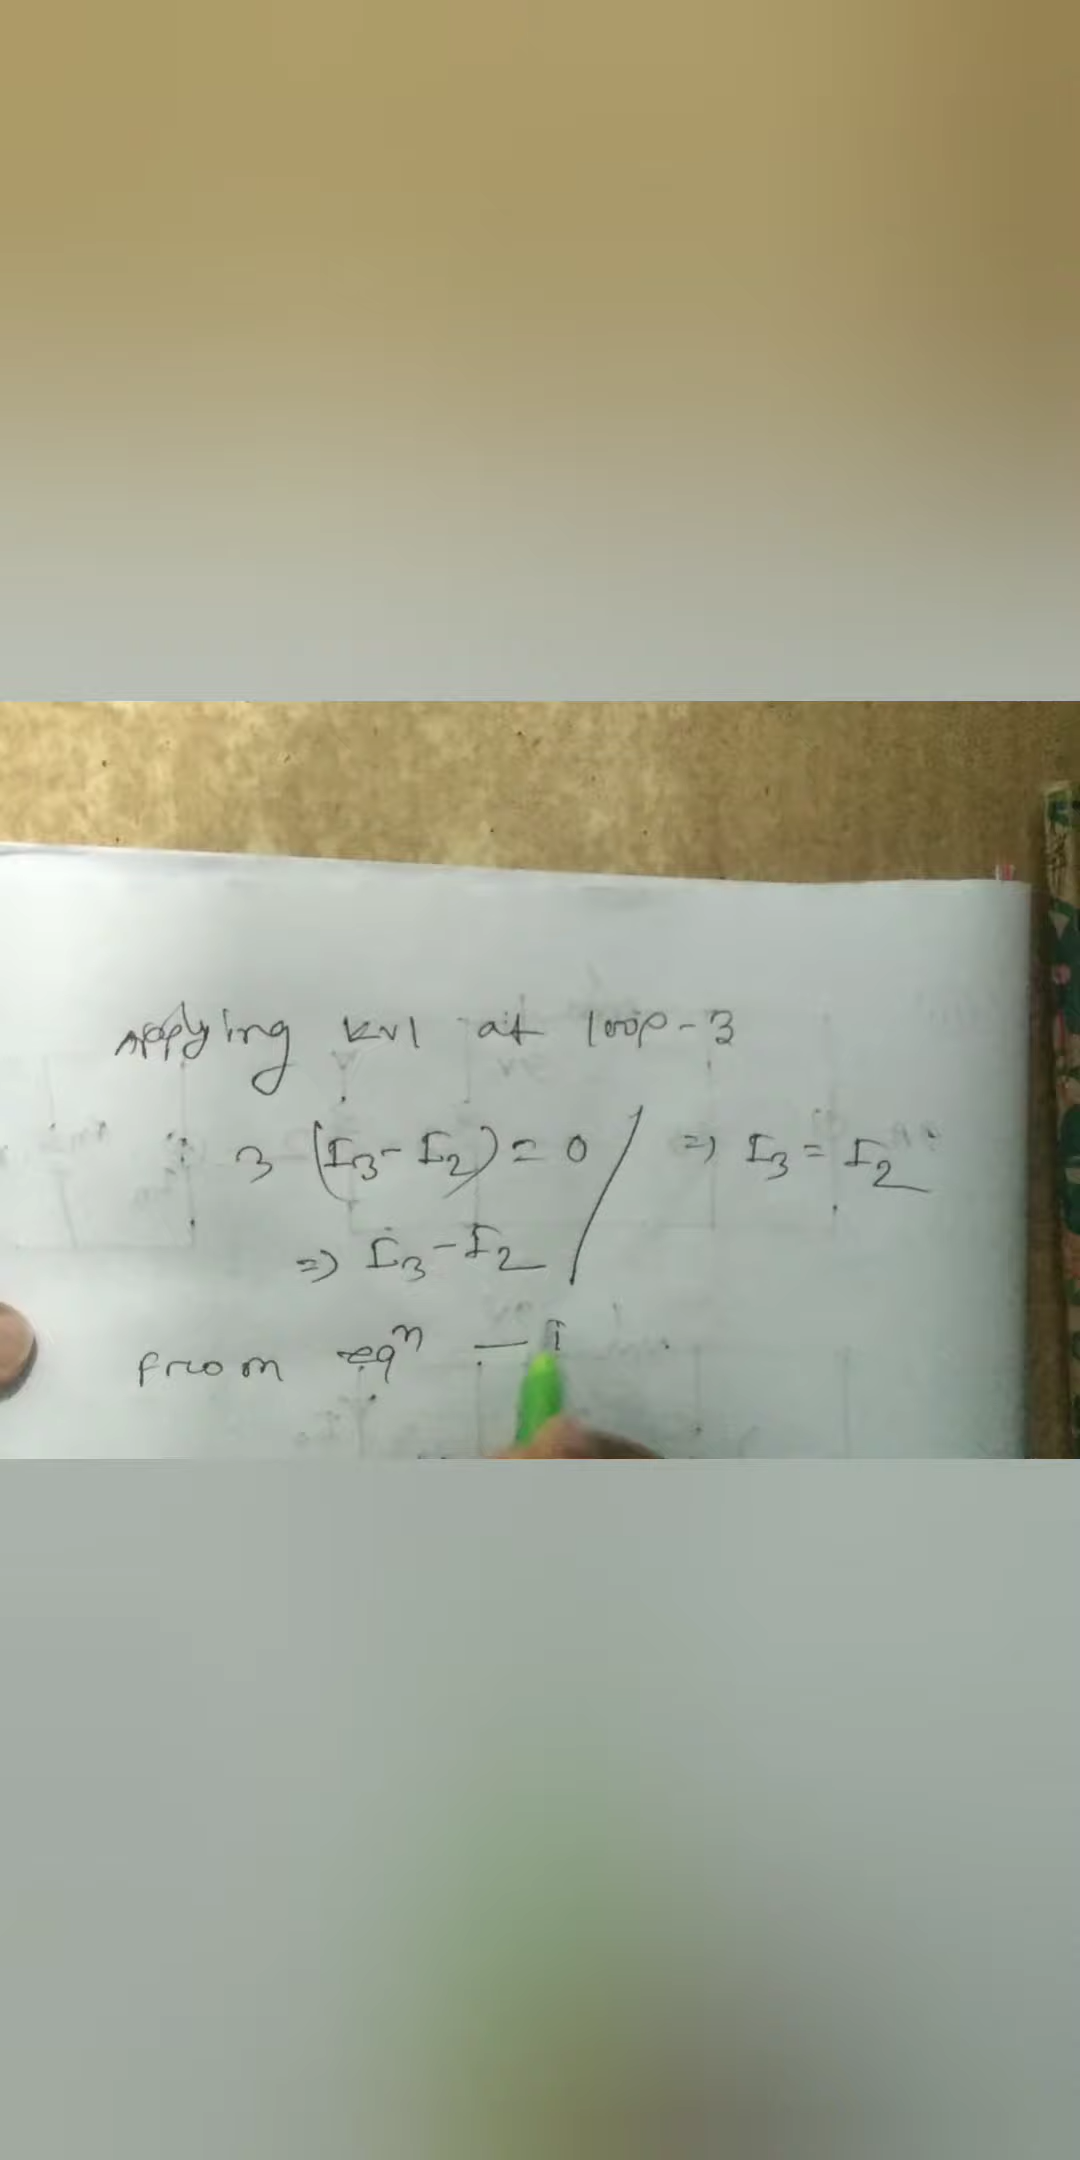 Applying kvl at loop-3
3 (I₃-I₂)=0 / => I₃ = I₂
=> I₃-I₂
from eqⁿ — i